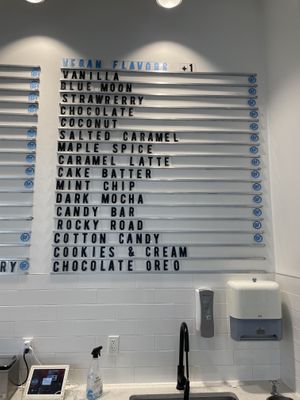 VEGAN FLAVORS +1
VANILLA
BLUE MOON
STRAWBERRY
CHOCOLATE
COCONUT
SALTED CARAMEL
MAPLE SPICE
CARAMEL LATTE
CAKE BATTER
MINT CHIP
DARK MOCHA
CANDY BAR
ROCKY ROAD
COTTON CANDY
COOKIES & CREAM
CHOCOLATE OREO
RY